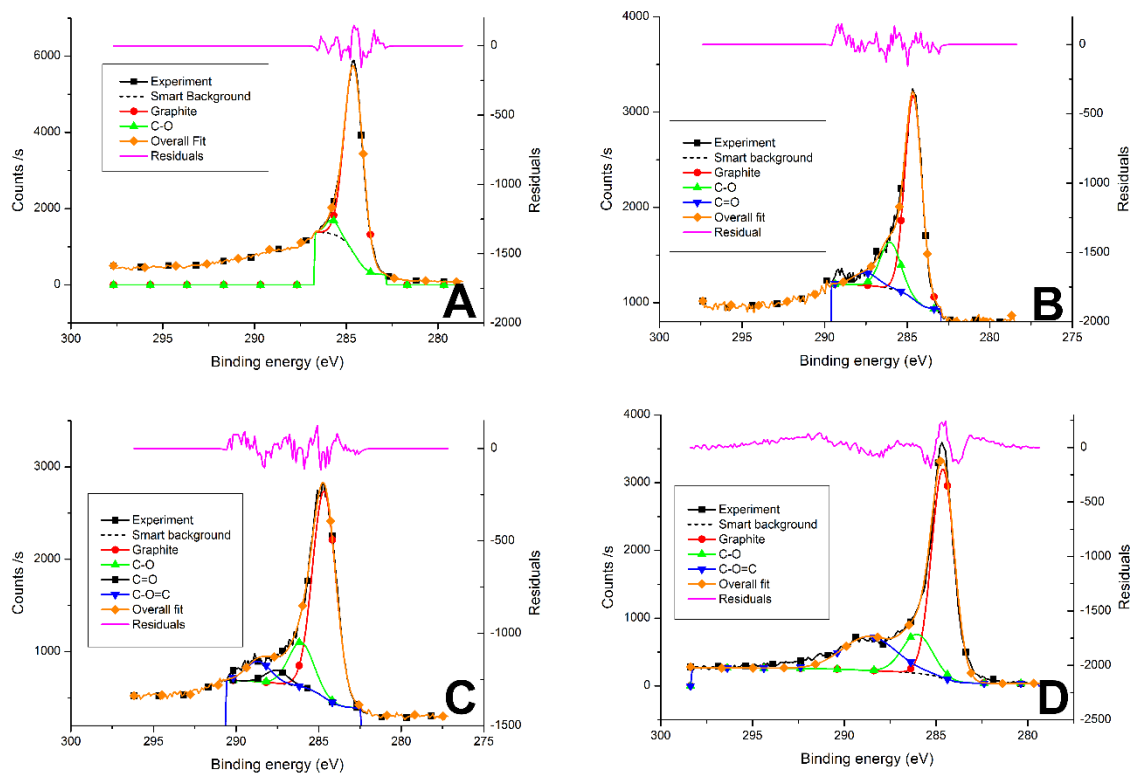 6000
4000
2000
0
Counts /s
0
-500
-1000
-1500
-2000
Residuals
Experiment
Smart Background
Graphite
C-O
Overall Fit
Residuals
A
300 295 290 285 280
Binding energy (eV)
4000
3000
2000
1000
Counts /s
0
-500
-1000
-1500
-2000
Residuals
Experiment
Smart background
Graphite
C-O
C=O
Overall fit
Residual
B
300 295 290 285 280 275
Binding energy (eV)
3000
2000
1000
Counts /s
0
-500
-1000
-1500
Residuals
Experiment
Smart background
Graphite
C-O
C=O
C-O=C
Overall fit
Residuals
C
300 295 290 285 280 275
Binding energy (eV)
4000
3500
3000
2500
2000
1500
1000
500
0
-500
Counts /s
0
-500
-1000
-1500
-2000
-2500
Residuals
Experiment
Smart background
Graphite
C-O
C-O=C
Overall fit
Residuals
D
300 295 290 285 280
Binding energy (eV)